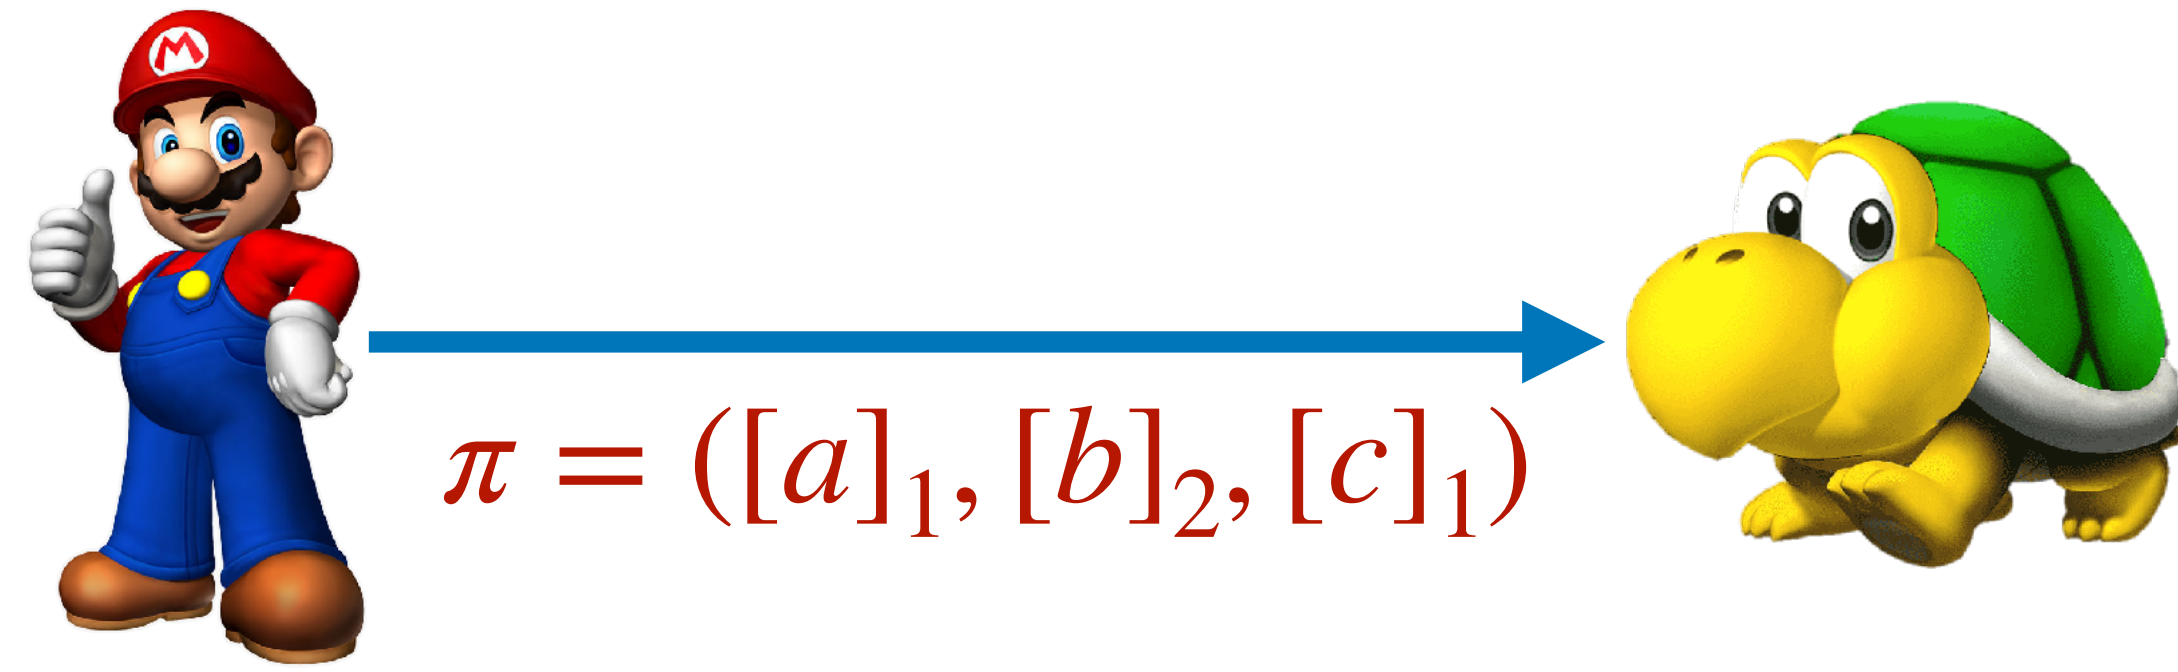 M
π = ([a]₁, [b]₂, [c]₁)